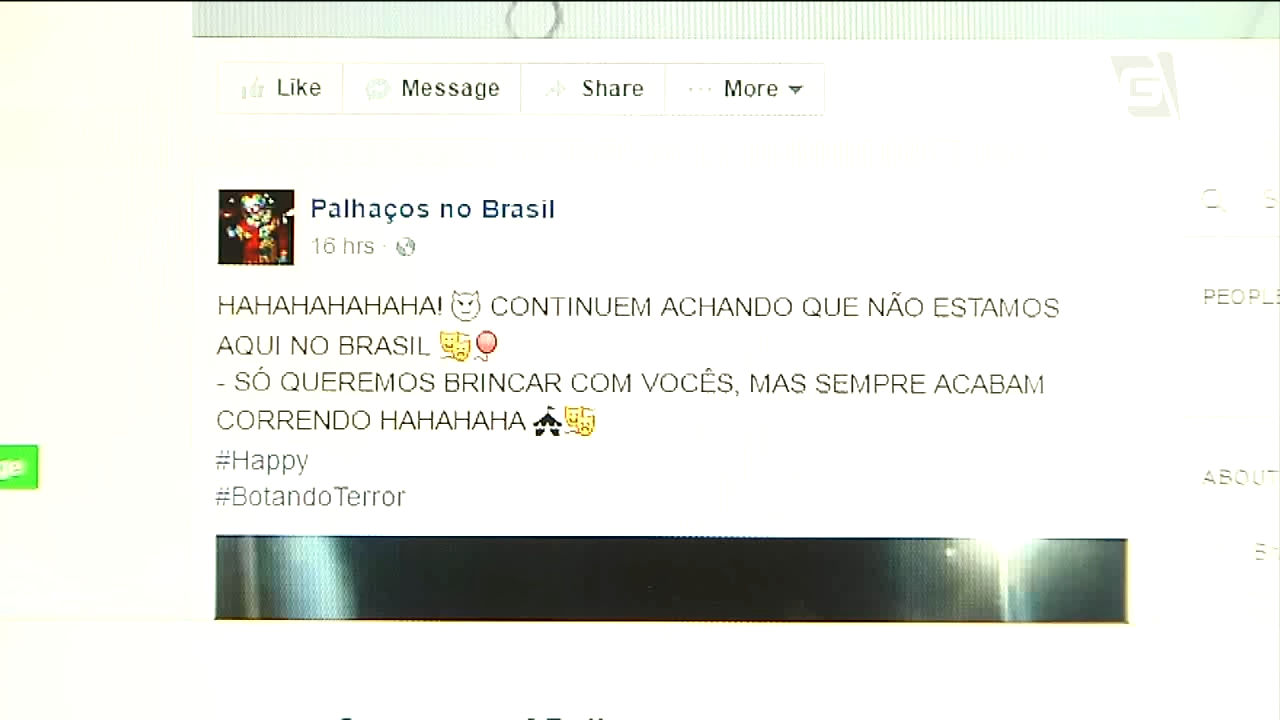 Like Message Share More
Palhaços no Brasil
16 hrs
HAHAHAHAHAHA! 😈 CONTINUEM ACHANDO QUE NÃO ESTAMOS
AQUI NO BRASIL 🎭🎈
- SÓ QUEREMOS BRINCAR COM VOCÊS, MAS SEMPRE ACABAM
CORRENDO HAHAHAHA 🎪🎭
#Happy
#BotandoTerror
PEOPLE
ABOUT